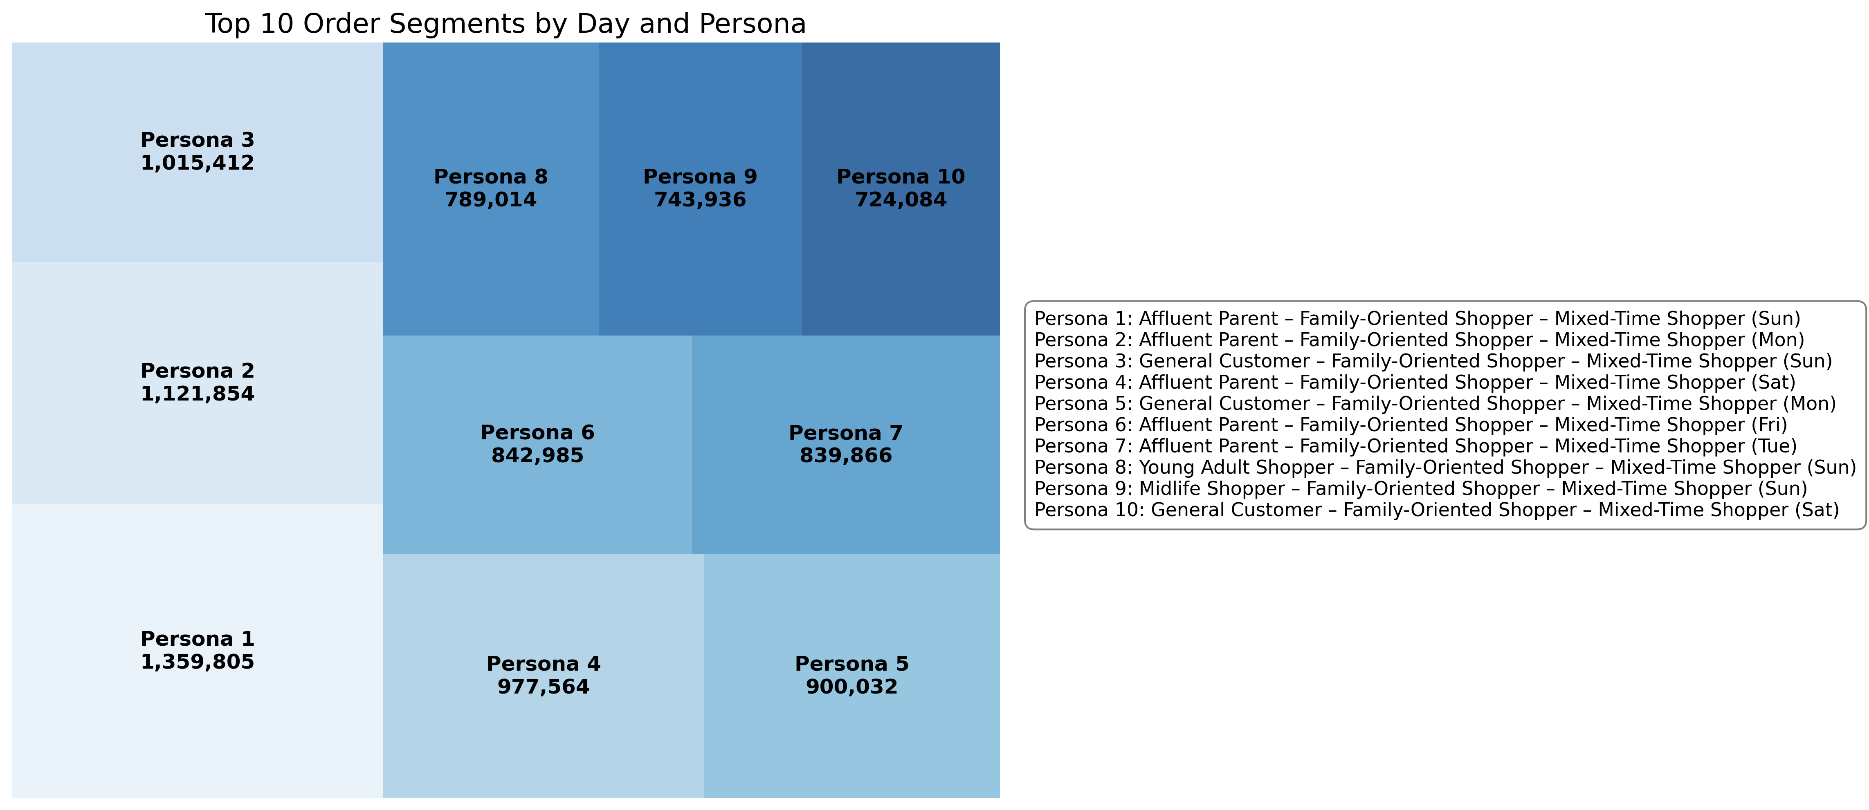 Top 10 Order Segments by Day and Persona
Persona 3
1,015,412
Persona 8
789,014
Persona 9
743,936
Persona 10
724,084
Persona 2
1,121,854
Persona 6
842,985
Persona 7
839,866
Persona 1
1,359,805
Persona 4
977,564
Persona 5
900,032
Persona 1: Affluent Parent – Family-Oriented Shopper – Mixed-Time Shopper (Sun)
Persona 2: Affluent Parent – Family-Oriented Shopper – Mixed-Time Shopper (Mon)
Persona 3: General Customer – Family-Oriented Shopper – Mixed-Time Shopper (Sun)
Persona 4: Affluent Parent – Family-Oriented Shopper – Mixed-Time Shopper (Sat)
Persona 5: General Customer – Family-Oriented Shopper – Mixed-Time Shopper (Mon)
Persona 6: Affluent Parent – Family-Oriented Shopper – Mixed-Time Shopper (Fri)
Persona 7: Affluent Parent – Family-Oriented Shopper – Mixed-Time Shopper (Tue)
Persona 8: Young Adult Shopper – Family-Oriented Shopper – Mixed-Time Shopper (Sun)
Persona 9: Midlife Shopper – Family-Oriented Shopper – Mixed-Time Shopper (Sun)
Persona 10: General Customer – Family-Oriented Shopper – Mixed-Time Shopper (Sat)